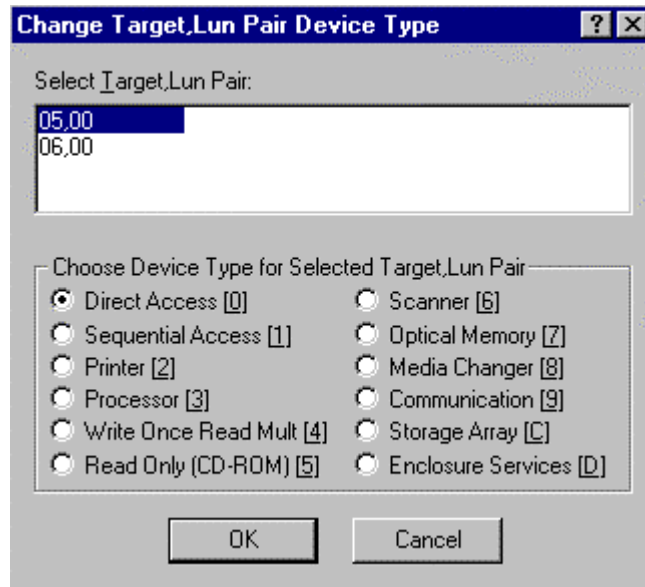 Change Target,Lun Pair Device Type
Select Target,Lun Pair:
05,00
06,00
Choose Device Type for Selected Target,Lun Pair
Direct Access [0]
Sequential Access [1]
Printer [2]
Processor [3]
Write Once Read Mult [4]
Read Only (CD-ROM) [5]
Scanner [6]
Optical Memory [7]
Media Changer [8]
Communication [9]
Storage Array [C]
Enclosure Services [D]
OK
Cancel